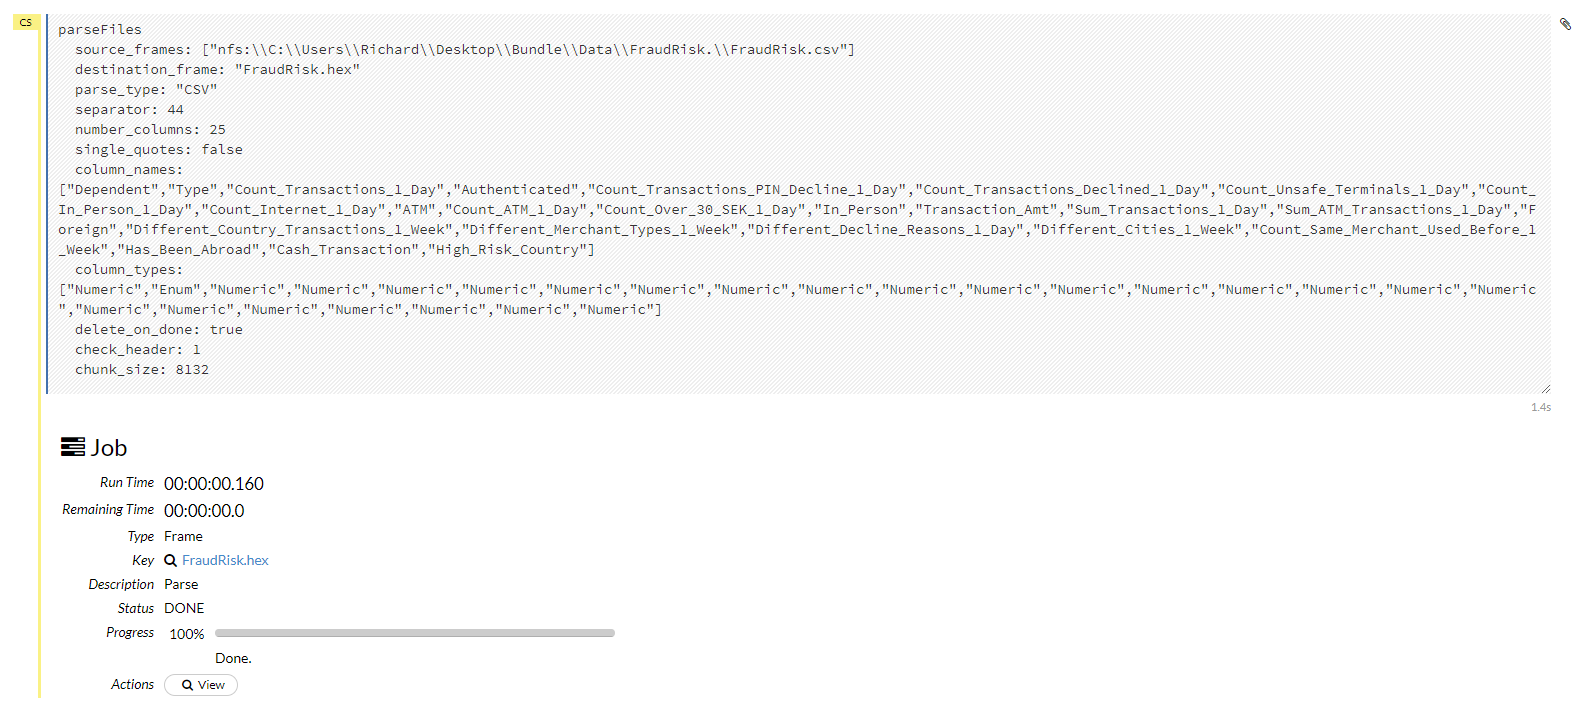 CS
parseFiles
source_frames: ["nfs:\\C:\\Users\\Richard\\Desktop\\Bundle\\Data\\FraudRisk.\\FraudRisk.csv"]
destination_frame: "FraudRisk.hex"
parse_type: "CSV"
separator: 44
number_columns: 25
single_quotes: false
column_names:
["Dependent","Type","Count_Transactions_1_Day","Authenticated","Count_Transactions_PIN_Decline_1_Day","Count_Transactions_Declined_1_Day","Count_Unsafe_Terminals_1_Day","Count_
In_Person_1_Day","Count_Internet_1_Day","ATM","Count_ATM_1_Day","Count_Over_30_SEK_1_Day","In_Person","Transaction_Amt","Sum_Transactions_1_Day","Sum_ATM_Transactions_1_Day","F
oreign","Different_Country_Transactions_1_Week","Different_Merchant_Types_1_Week","Different_Decline_Reasons_1_Day","Different_Cities_1_Week","Count_Same_Merchant_Used_Before_1
_Week","Has_Been_Abroad","Cash_Transaction","High_Risk_Country"]
column_types:
["Numeric","Enum","Numeric","Numeric","Numeric","Numeric","Numeric","Numeric","Numeric","Numeric","Numeric","Numeric","Numeric","Numeric","Numeric","Numeric","Numeric","Numeric
","Numeric","Numeric","Numeric","Numeric","Numeric","Numeric","Numeric"]
delete_on_done: true
check_header: 1
chunk_size: 8132
1.4s
Job
Run Time 00:00:00.160
Remaining Time 00:00:00.0
Type Frame
Key FraudRisk.hex
Description Parse
Status DONE
Progress 100%
Done.
Actions View